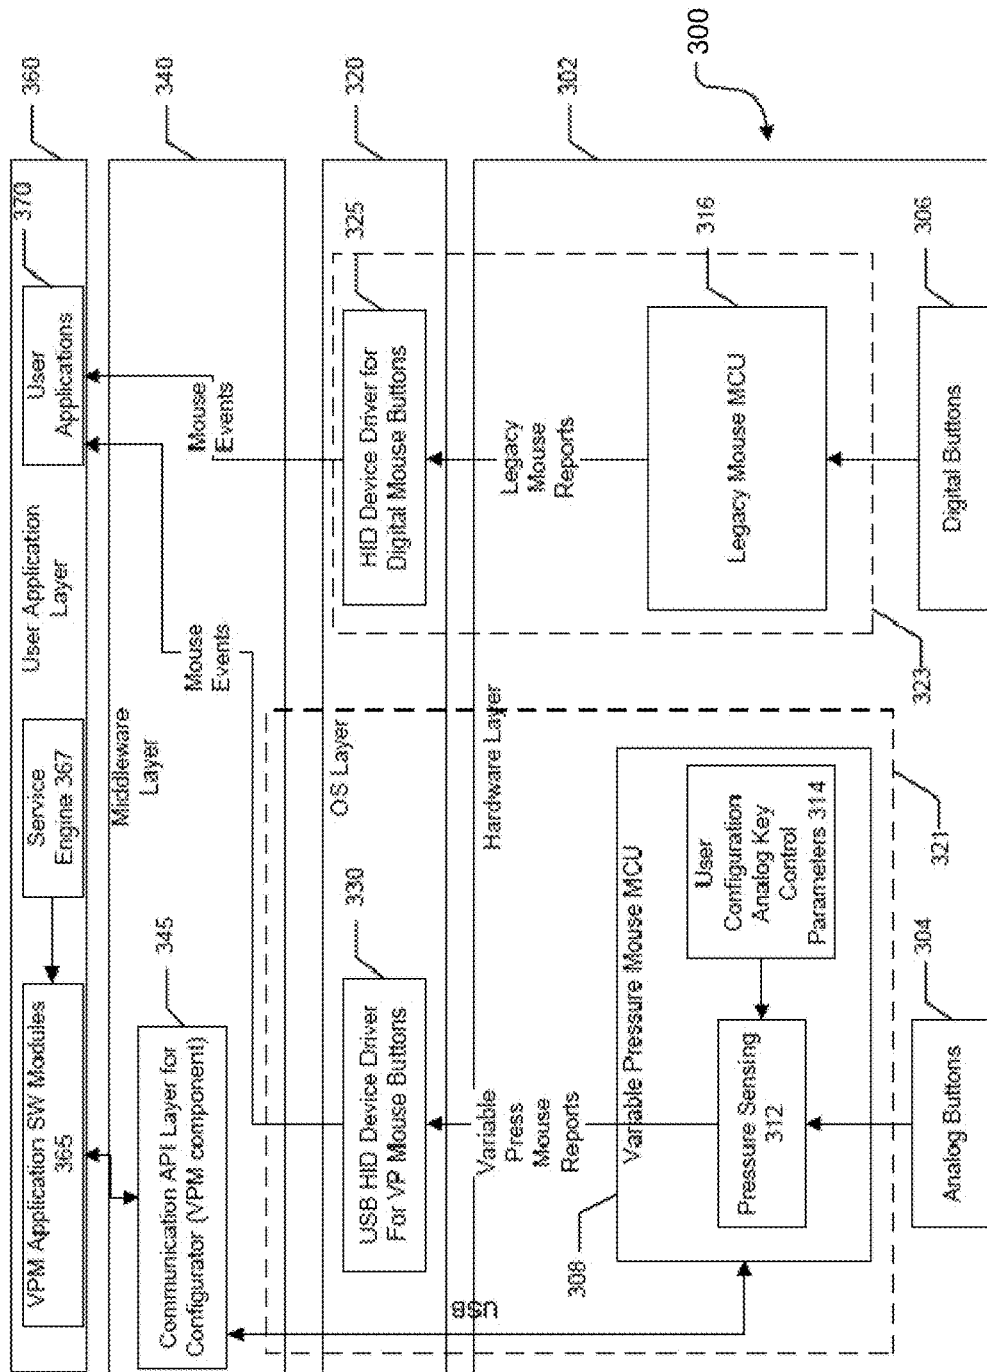 VPM Application SW Modules
365
Service
Engine 367
User Application
Layer
User
Applications
370
360
Middleware
Layer
Communication API Layer for
Configurator (VPM component)
345
Mouse
Events
Mouse
Events
340
OS Layer
USB HID Device Driver
For VP Mouse Buttons
330
HID Device Driver for
Digital Mouse Buttons
325
320
USB
Variable
Press
Mouse
Reports
Hardware Layer
Legacy
Mouse
Reports
302
308
Variable Pressure Mouse MCU
Pressure Sensing
312
User
Configuration
Analog Key
Control
Parameters 314
Legacy Mouse MCU
316
300
Analog Buttons
304
321
323
Digital Buttons
306